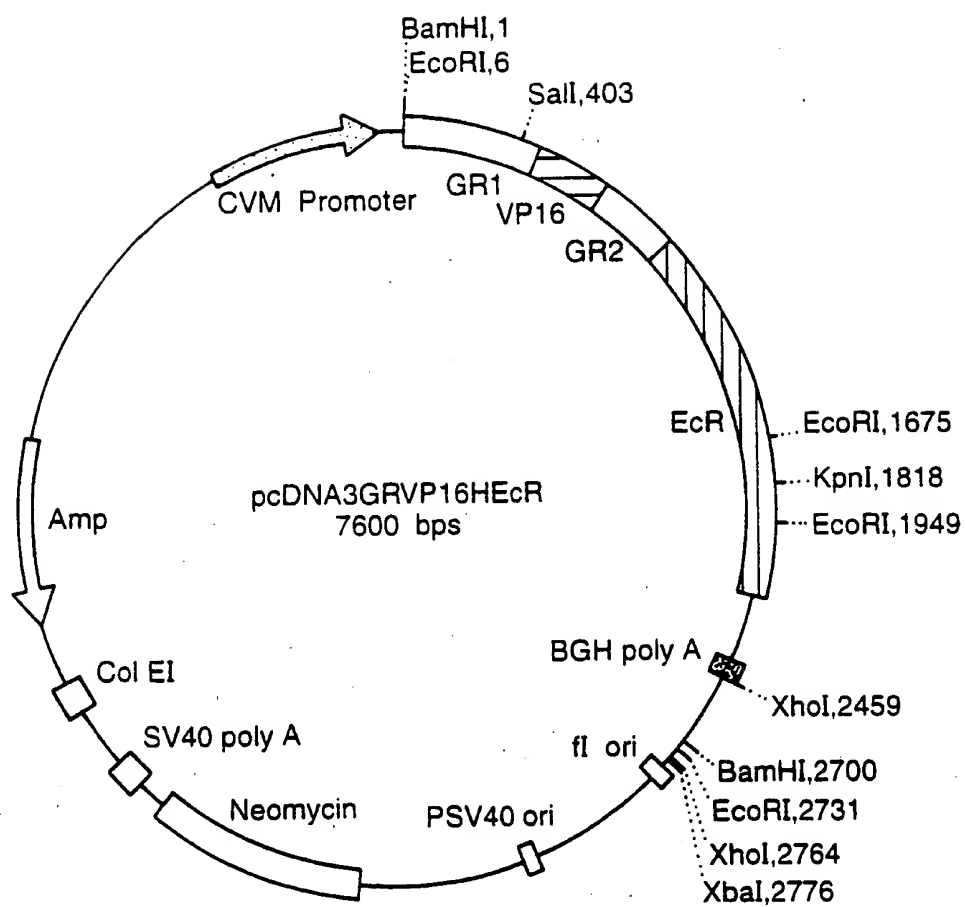 BamHI,1
EcoRI,6
SalI,403
CVM Promoter
GR1
VP16
GR2
EcR
EcoRI,1675
KpnI,1818
EcoRI,1949
pcDNA3GRVP16HEcR
7600 bps
Amp
BGH poly A
Col EI
XhoI,2459
SV40 poly A
fI ori
BamHI,2700
Neomycin
PSV40 ori
EcoRI,2731
XhoI,2764
XbaI,2776